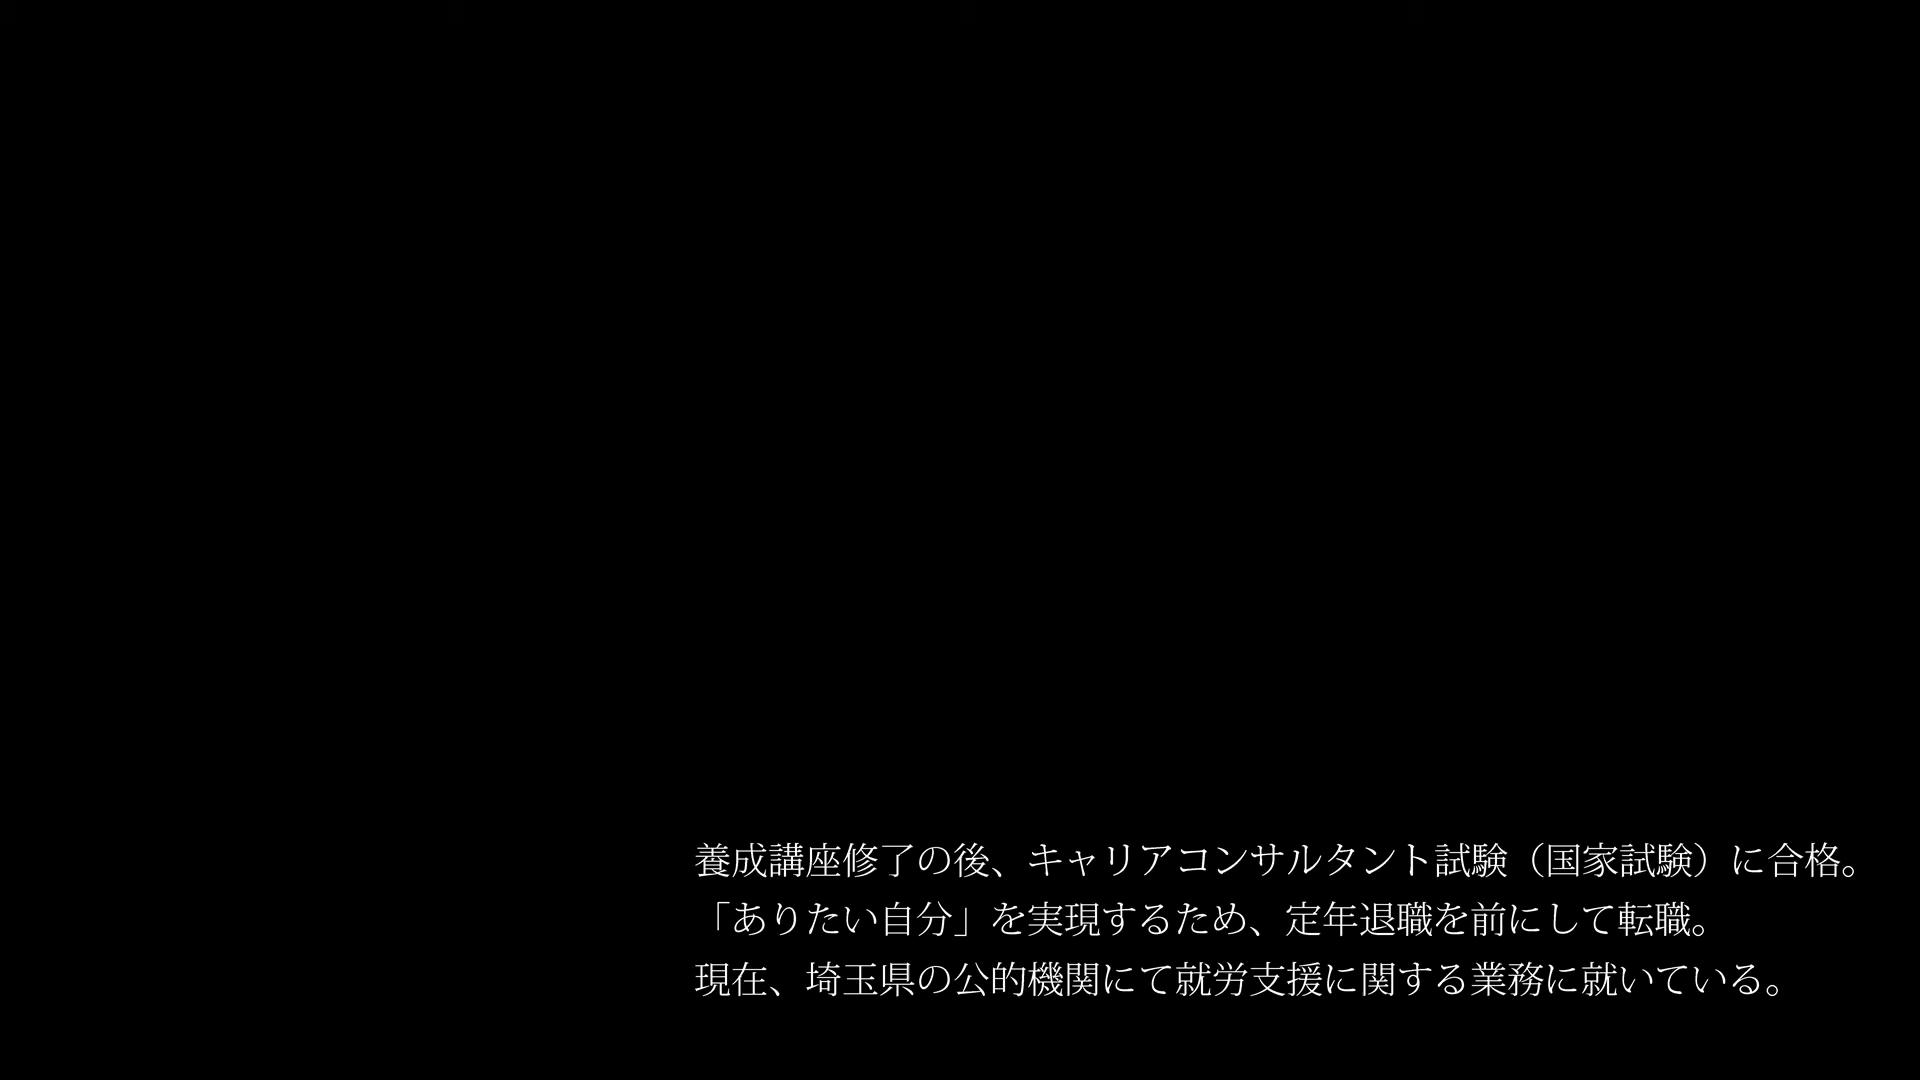 養成講座修了の後、キャリアコンサルタント試験（国家試験）に合格。
「ありたい自分」を実現するため、定年退職を前にして転職。
現在、埼玉県の公的機関にて就労支援に関する業務に就いている。